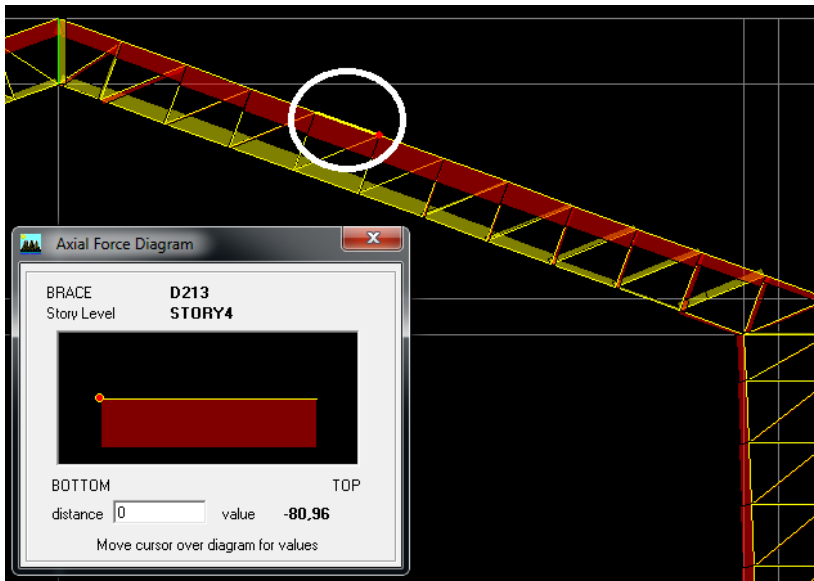 Axial Force Diagram
BRACE D213
Story Level STORY4
BOTTOM TOP
distance 0 value -80,96
Move cursor over diagram for values